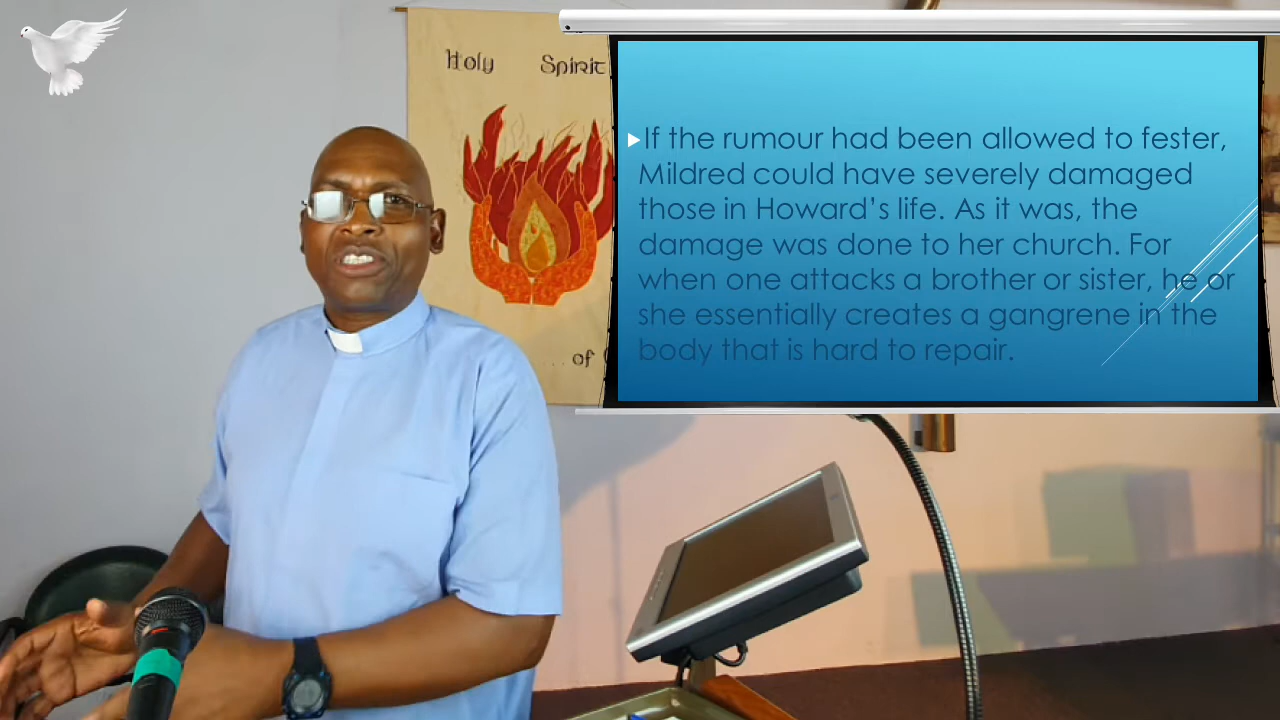 Holy Spirit
of
If the rumour had been allowed to fester,
Mildred could have severely damaged
those in Howard’s life. As it was, the
damage was done to her church. For
when one attacks a brother or sister, he or
she essentially creates a gangrene in the
body that is hard to repair.